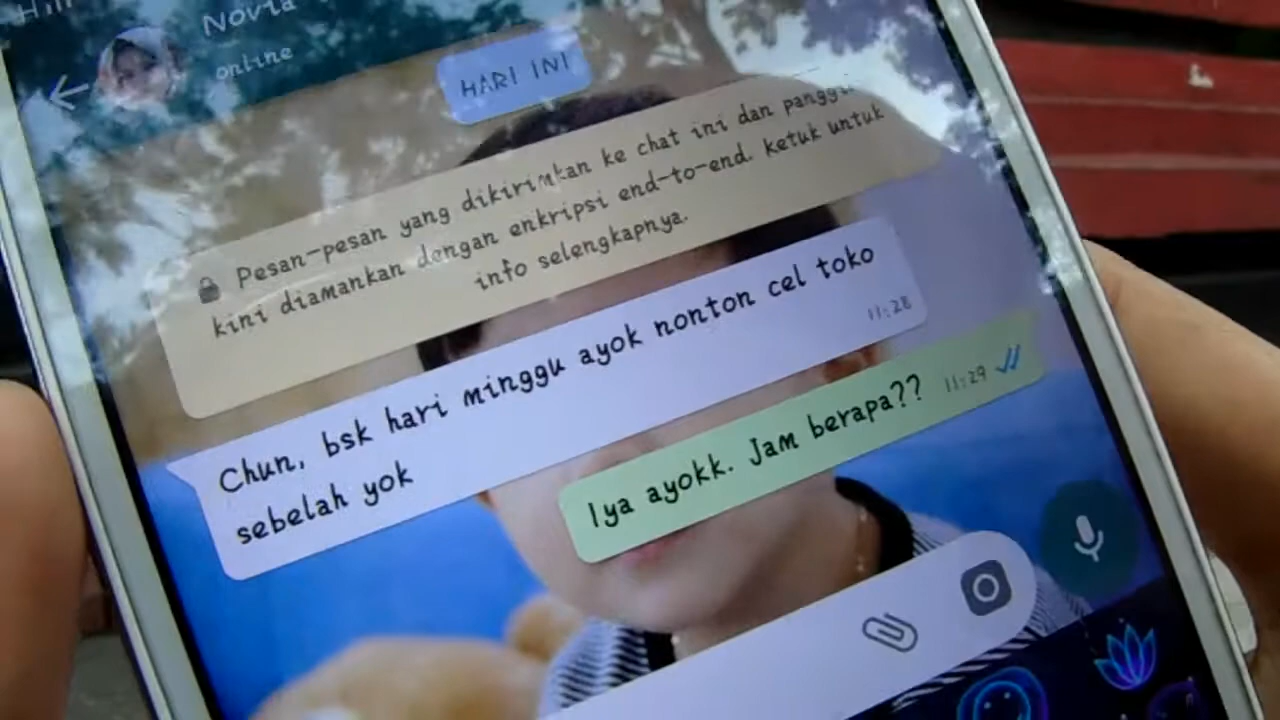 Novia
online
HARI INI
Pesan-pesan yang dikirimkan ke chat ini dan
kini diamankan dengan enkripsi end-to-end. Ketuk untuk
info selengkapnya.
Chun, bsk hari minggu ayok nonton cel toko
sebelah yok
11:28
Iya ayokk. Jam berapa??
11:29